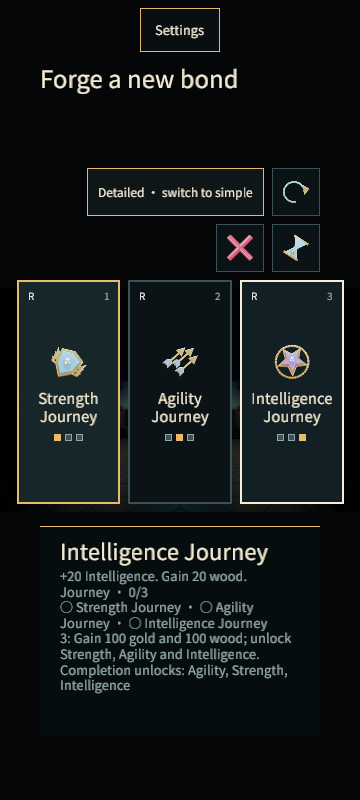 Settings
Forge a new bond
Detailed • switch to simple
R 1
R 2
R 3
Strength Journey
Agility Journey
Intelligence Journey
Intelligence Journey
+20 Intelligence. Gain 20 wood.
Journey • 0/3
○ Strength Journey • ○ Agility
Journey • ○ Intelligence Journey
3: Gain 100 gold and 100 wood; unlock
Strength, Agility and Intelligence.
Completion unlocks: Agility, Strength,
Intelligence